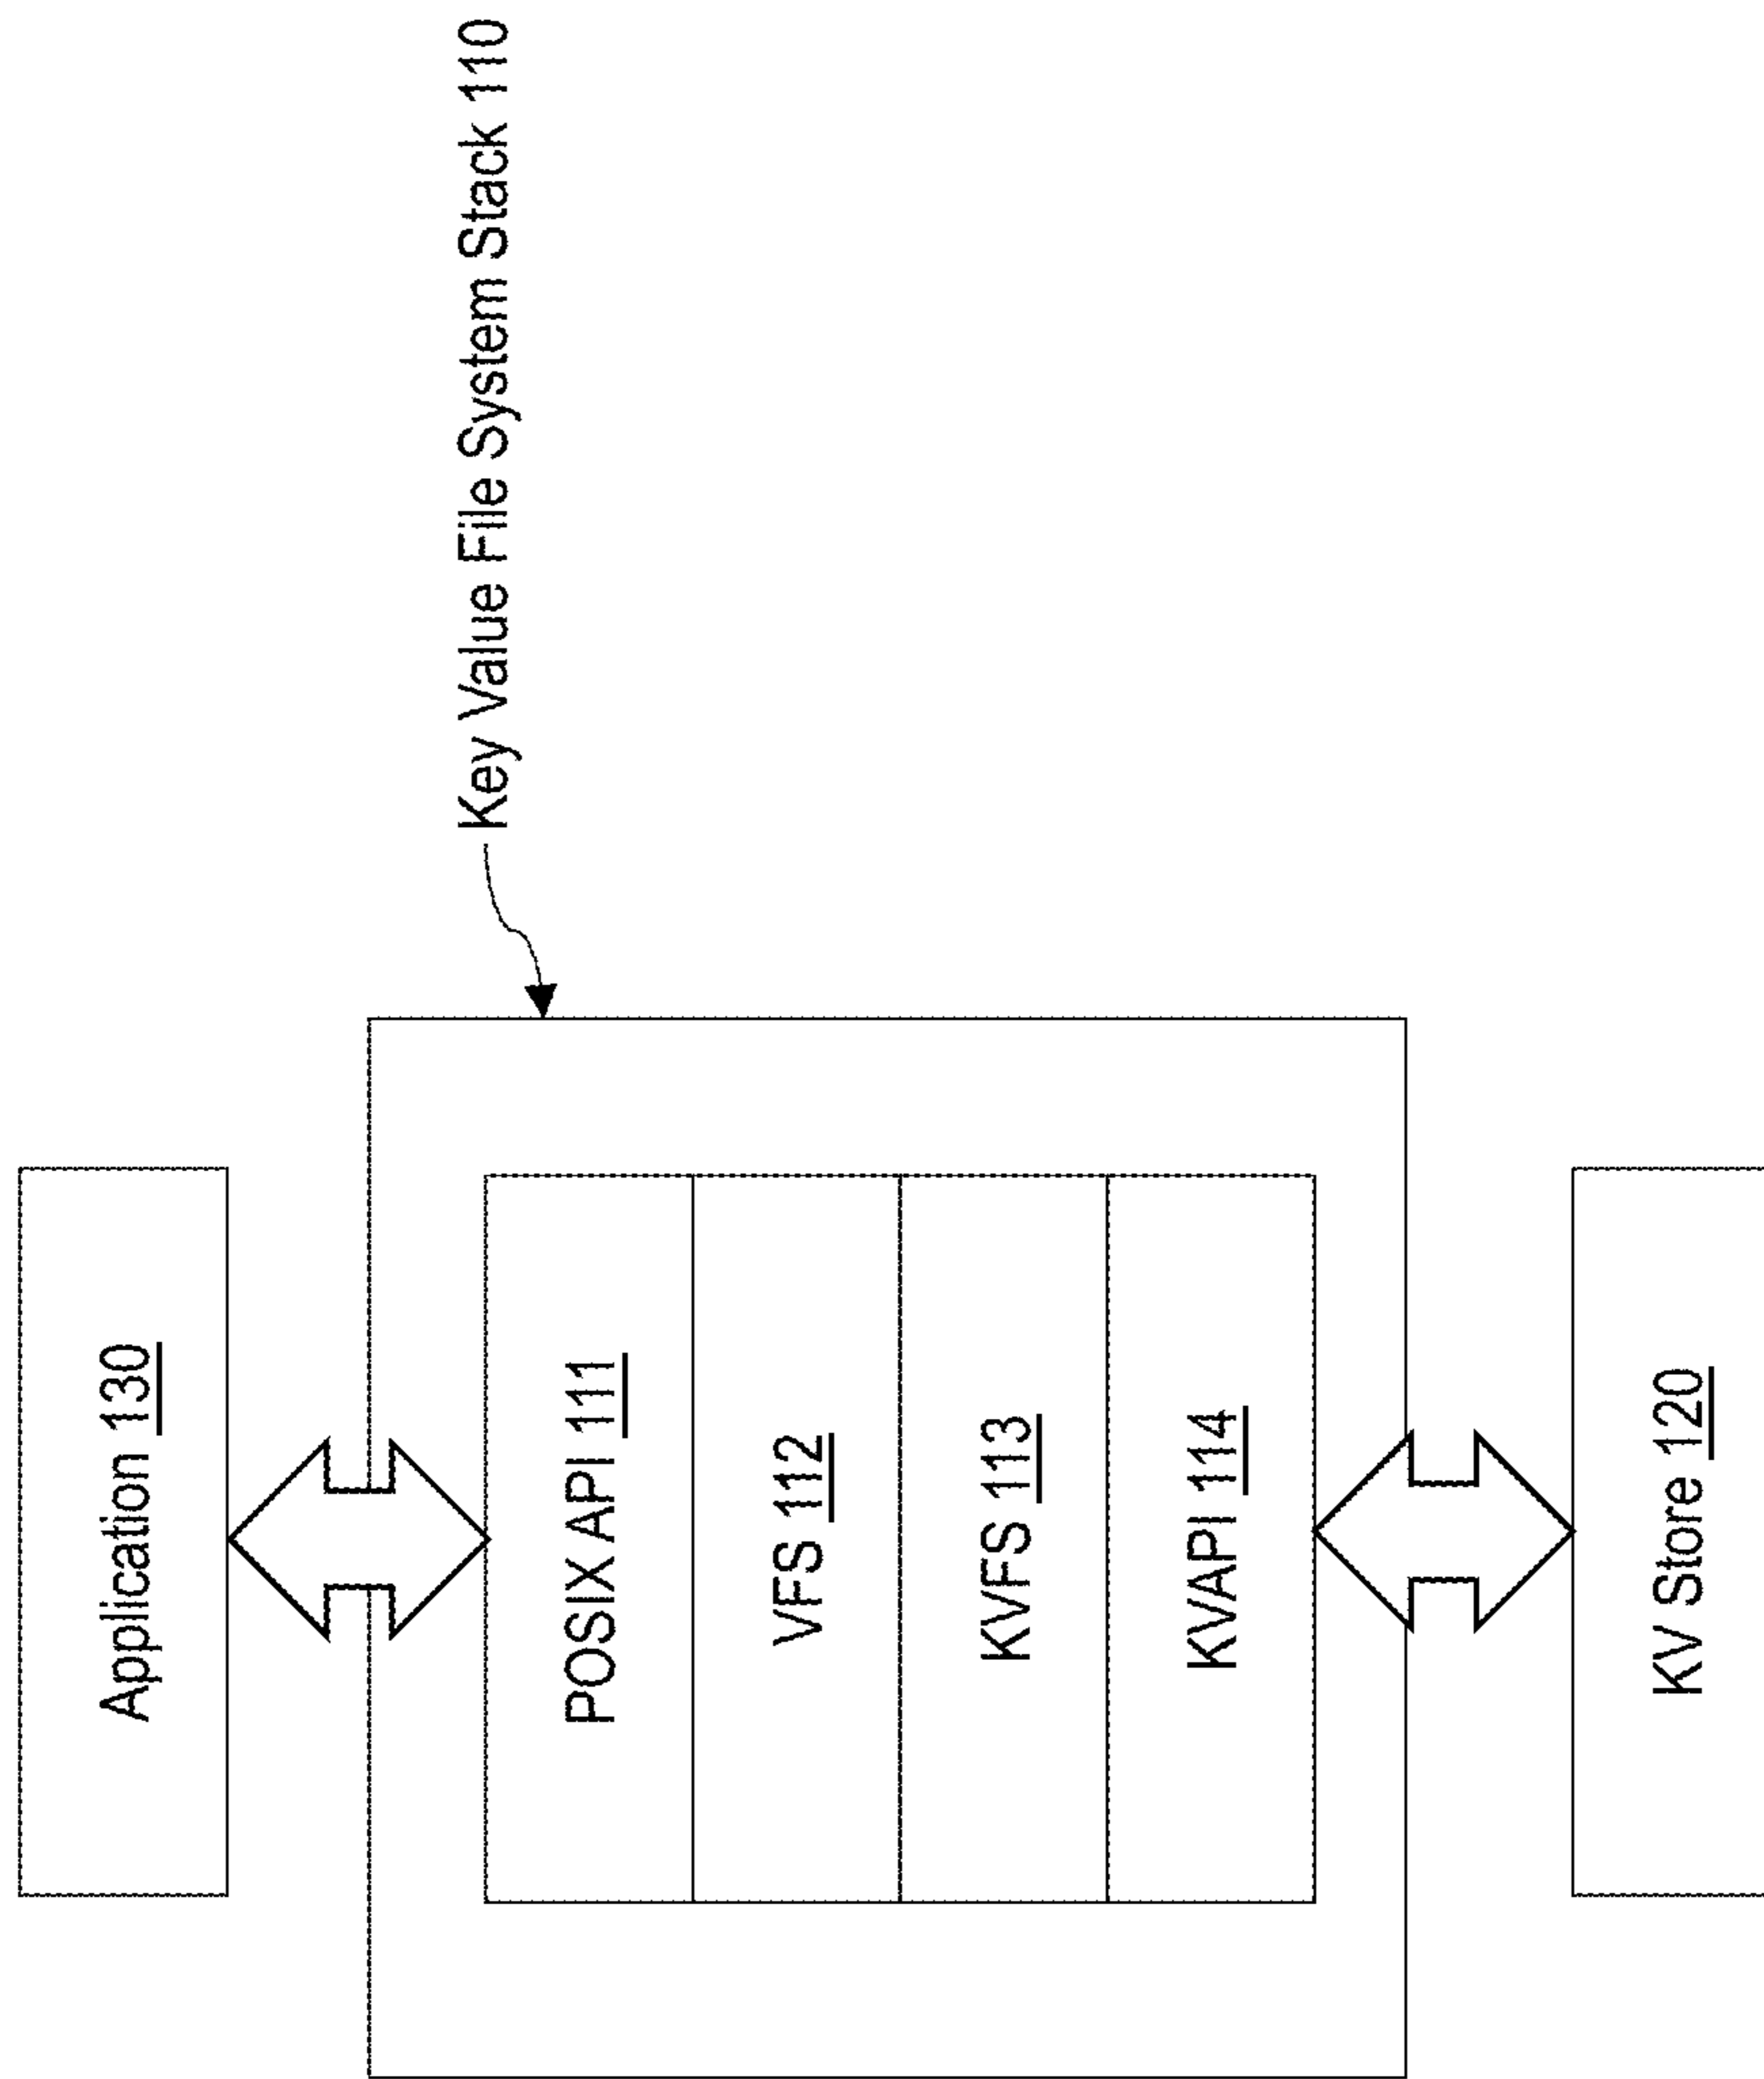 Application 130
Key Value File System Stack 110
POSIX API 111
VFS 112
KVFS 113
KVAPI 114
KV Store 120